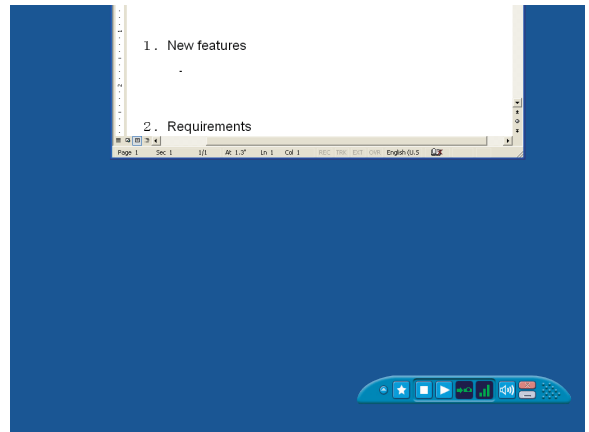 1. New features
-
2. Requirements
Page 1 Sec 1 1/1 At 1.3" Ln 1 Col 1 REC TRK EXT OVR English (U.S